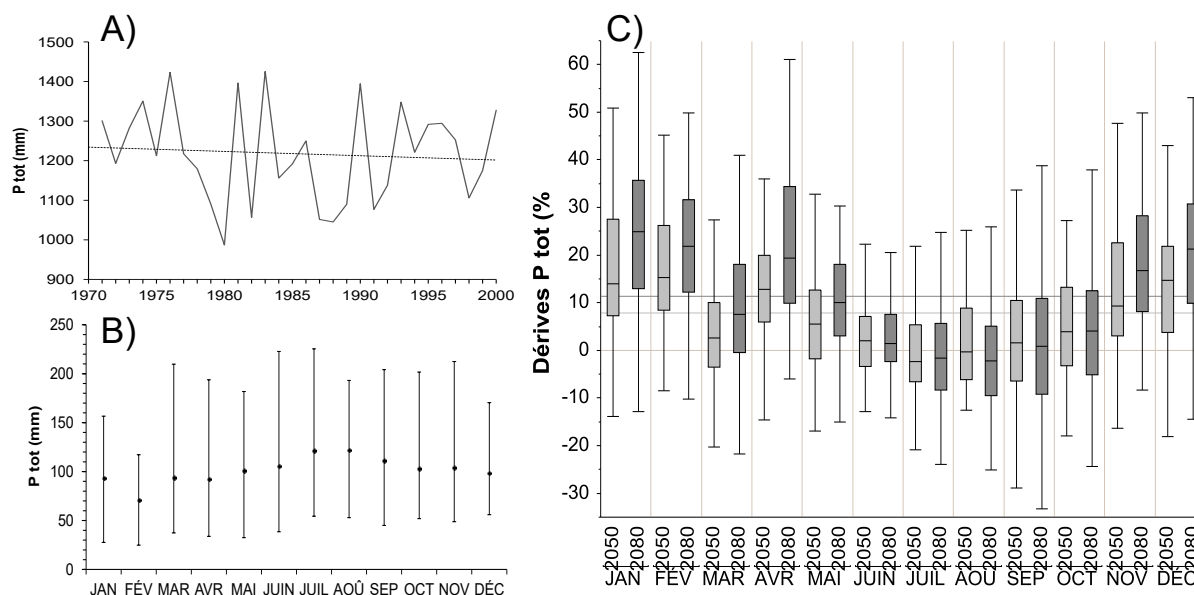 A)
1500
1400
1300
1200
1100
1000
900
P tot (mm)
1970 1975 1980 1985 1990 1995 2000
B)
250
200
150
100
50
0
P tot (mm)
JAN FÉV MAR AVR MAI JUIN JUIL AOÛ SEP OCT NOV DÉC
C)
60
50
40
30
20
10
0
-10
-20
-30
Dérives P tot (%
2050 2080 2050 2080 2050 2080 2050 2080 2050 2080 2050 2080 2050 2080 2050 2080 2050 2080 2050 2080 2050 2080 2050 2080
JAN FÉV MAR AVR MAI JUIN JUIL AOU SEP OCT NOV DÉC